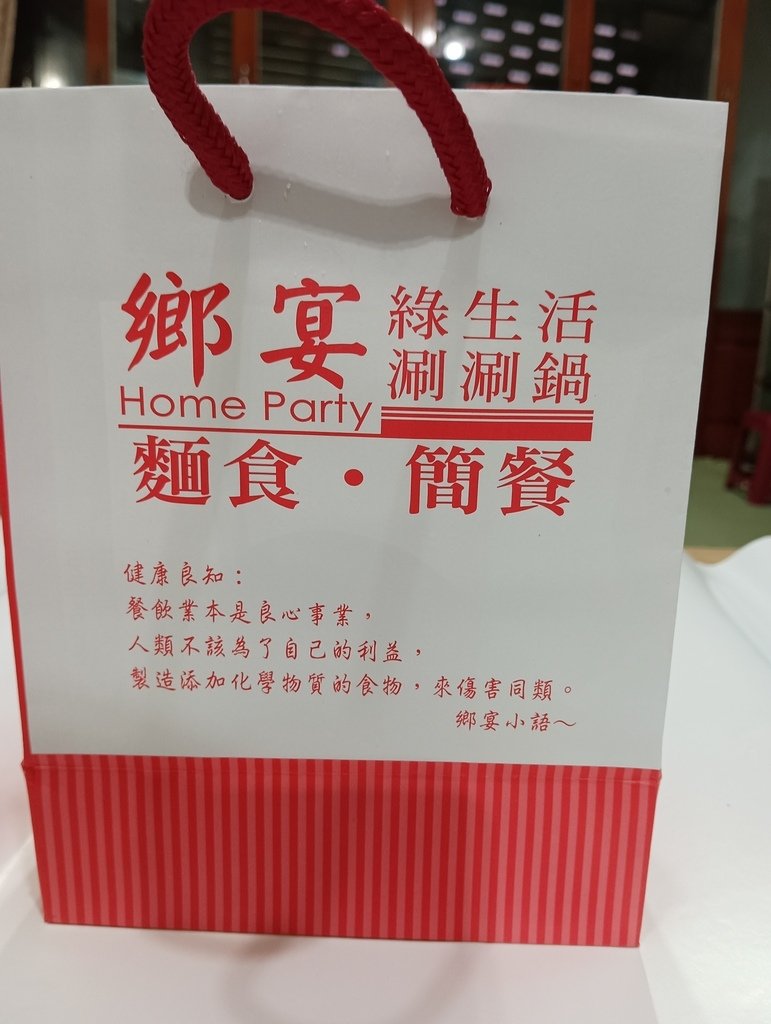 鄉宴
綠生活
涮涮鍋
Home Party
麵食・簡餐
健康良知：
餐飲業本是良心事業，
人類不該為了自己的利益，
製造添加化學物質的食物，來傷害同類。
鄉宴小語～